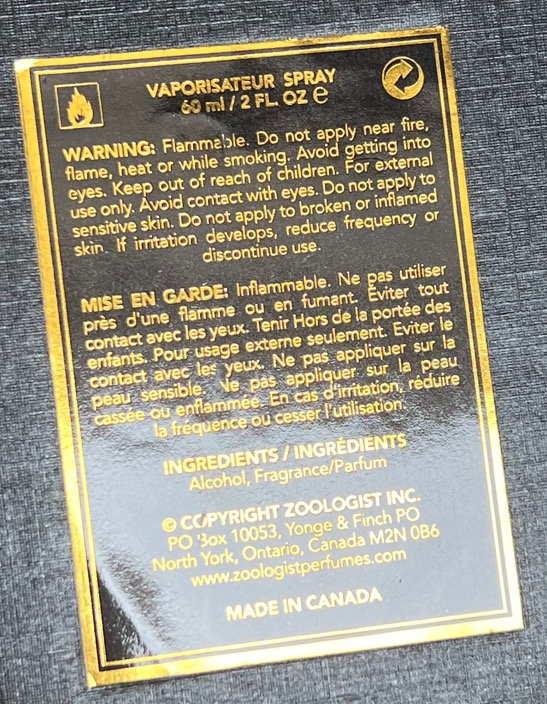 VAPORISATEUR SPRAY
60 ml / 2 FL. OZ ℮
WARNING: Flammable. Do not apply near fire,
flame, heat or while smoking. Avoid getting into
eyes. Keep out of reach of children. For external
use only. Avoid contact with eyes. Do not apply to
sensitive skin. Do not apply to broken or inflamed
skin. If irritation develops, reduce frequency or
discontinue use.
MISE EN GARDE: Inflammable. Ne pas utiliser
près d'une flamme ou en fumant. Éviter tout
contact avec les yeux. Tenir Hors de la portée des
enfants. Pour usage externe seulement. Eviter le
contact avec les yeux. Ne pas appliquer sur la
peau sensible. Ne pas appliquer sur la peau
cassée ou enflammée. En cas d'irritation, réduire
la fréquence ou cesser l'utilisation.
INGREDIENTS / INGRÉDIENTS
Alcohol, Fragrance/Parfum
© COPYRIGHT ZOOLOGIST INC.
PO Box 10053, Yonge & Finch PO
North York, Ontario, Canada M2N 0B6
www.zoologistperfumes.com
MADE IN CANADA